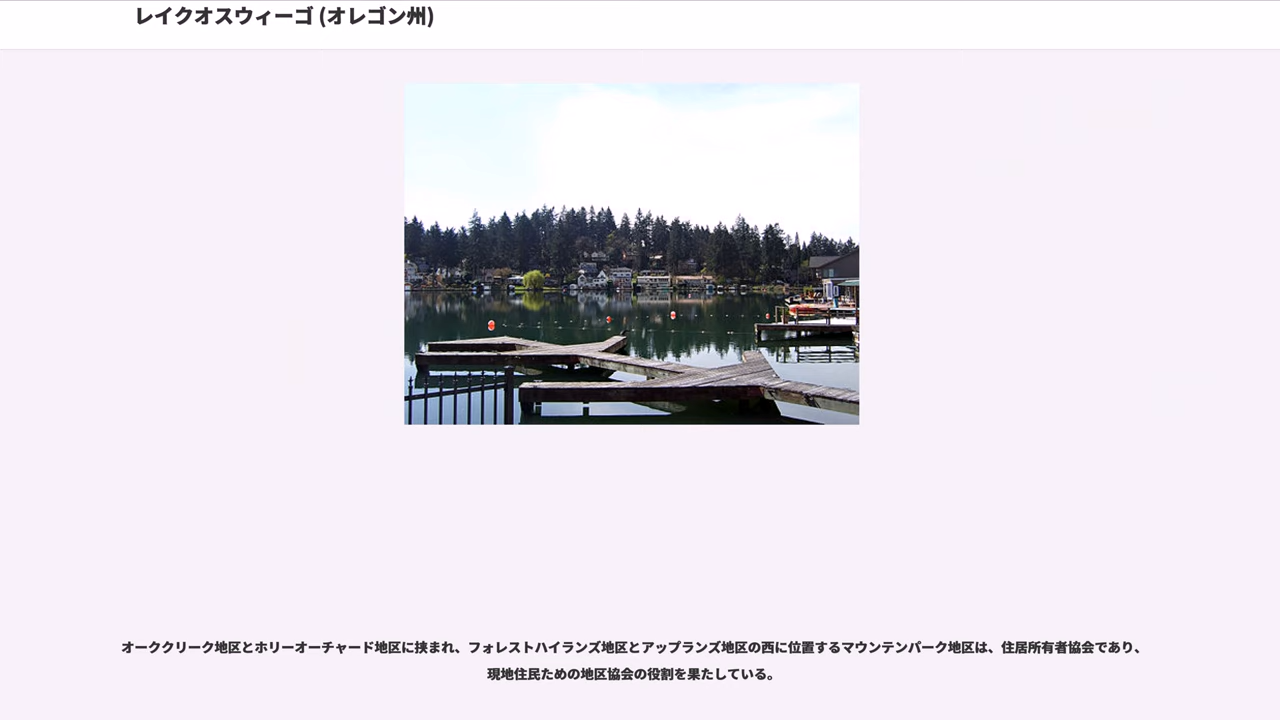 レイクオスウィーゴ (オレゴン州)
オーククリーク地区とホリーオーチャード地区に挟まれ、フォレストハイランズ地区とアップランズ地区の西に位置するマウンテンパーク地区は、住居所有者協会であり、
現地住民ための地区協会の役割を果たしている。